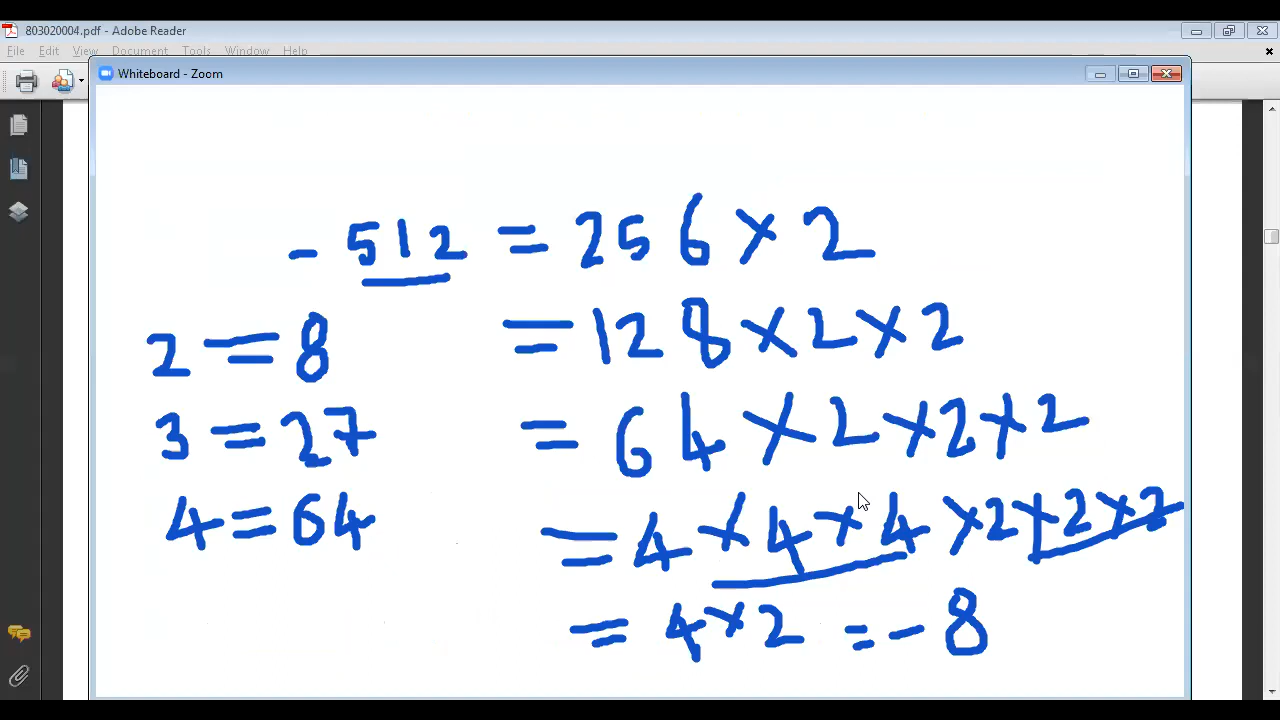 803020004.pdf - Adobe Reader
File Edit View Document Tools Window Help
Whiteboard - Zoom
- 512 = 256 × 2
2 = 8
= 128 × 2 × 2
3 = 27
= 64 × 2 × 2 × 2
4 = 64
= 4 × 4 × 4 × 2 × 2 × 2
= 4 × 2 = - 8